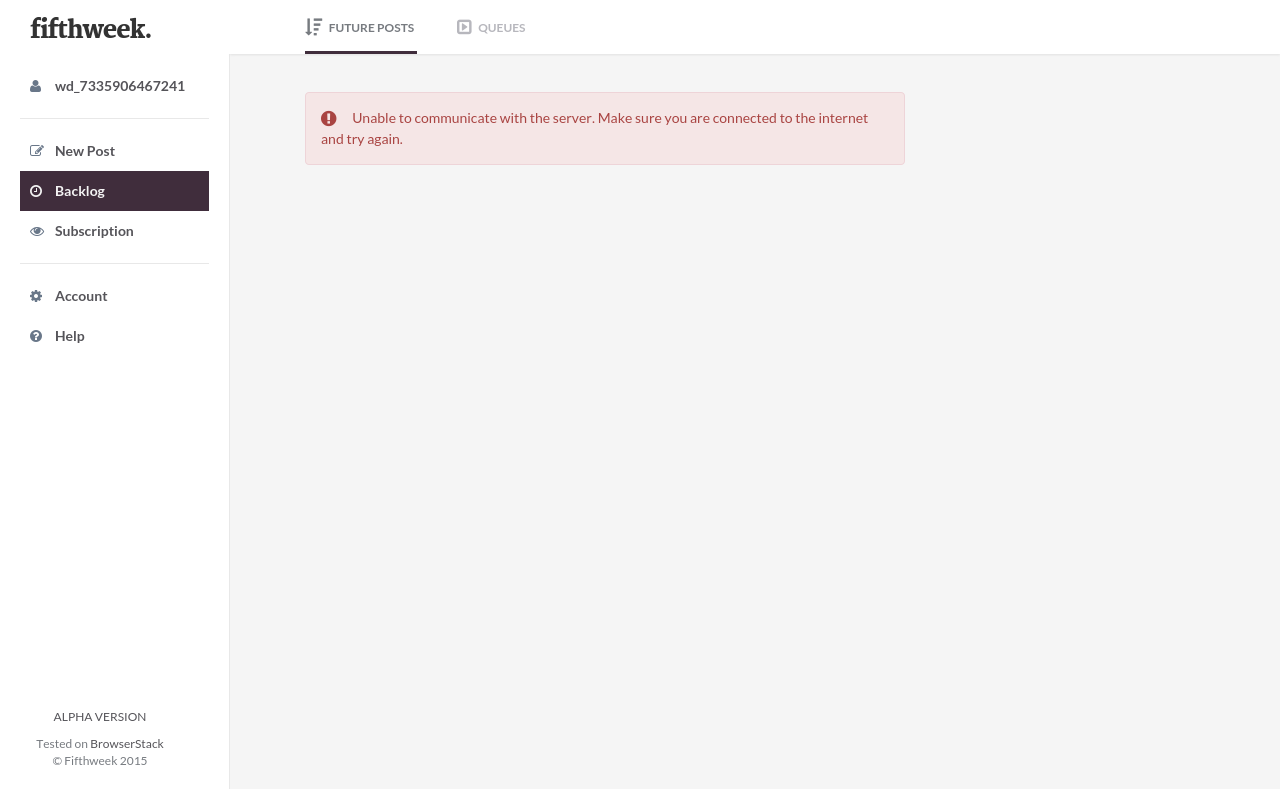 fifthweek.
FUTURE POSTS
QUEUES
wd_7335906467241
New Post
Backlog
Subscription
Account
Help
Unable to communicate with the server. Make sure you are connected to the internet
and try again.
ALPHA VERSION
Tested on BrowserStack
© Fifthweek 2015